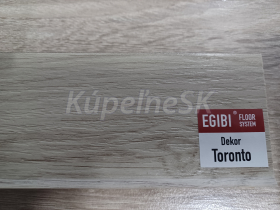 KúpeľneSK
EGIBI® FLOOR
SYSTEM
Dekor
Toronto